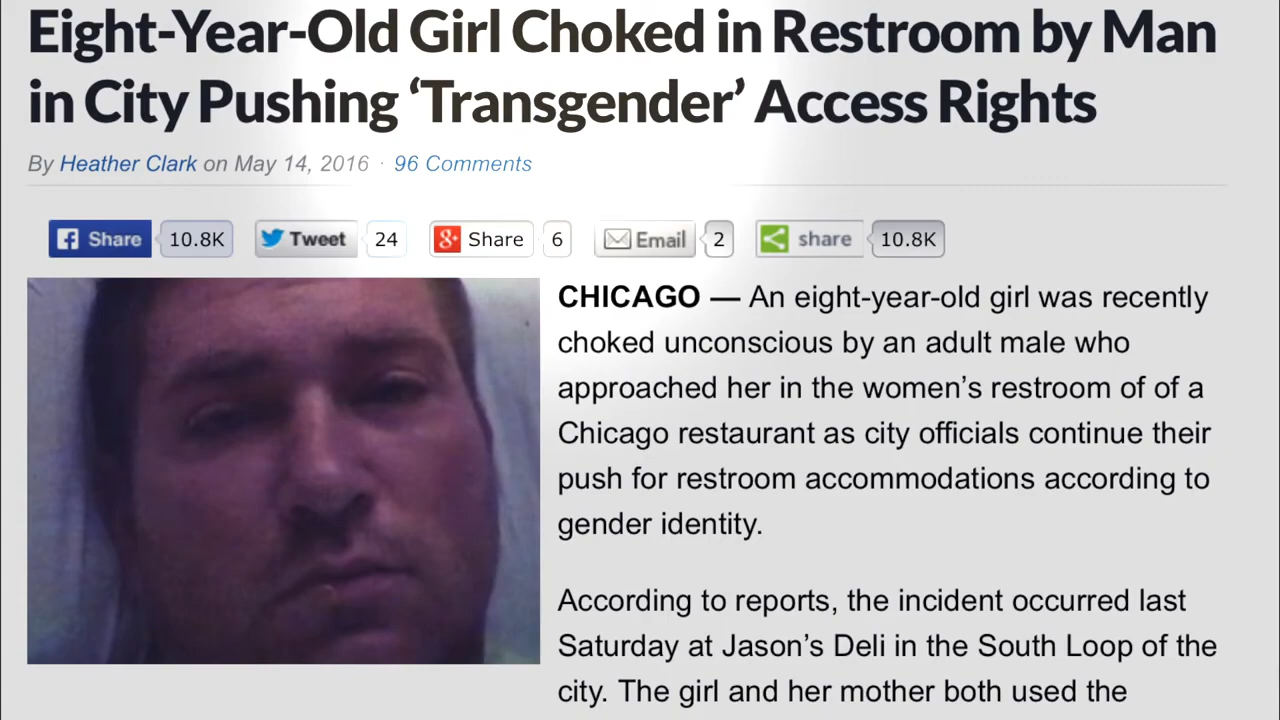 Eight-Year-Old Girl Choked in Restroom by Man
in City Pushing ‘Transgender’ Access Rights
By Heather Clark on May 14, 2016 · 96 Comments
Share 10.8K Tweet 24 Share 6 Email 2 share 10.8K
CHICAGO — An eight-year-old girl was recently
choked unconscious by an adult male who
approached her in the women’s restroom of of a
Chicago restaurant as city officials continue their
push for restroom accommodations according to
gender identity.
According to reports, the incident occurred last
Saturday at Jason’s Deli in the South Loop of the
city. The girl and her mother both used the